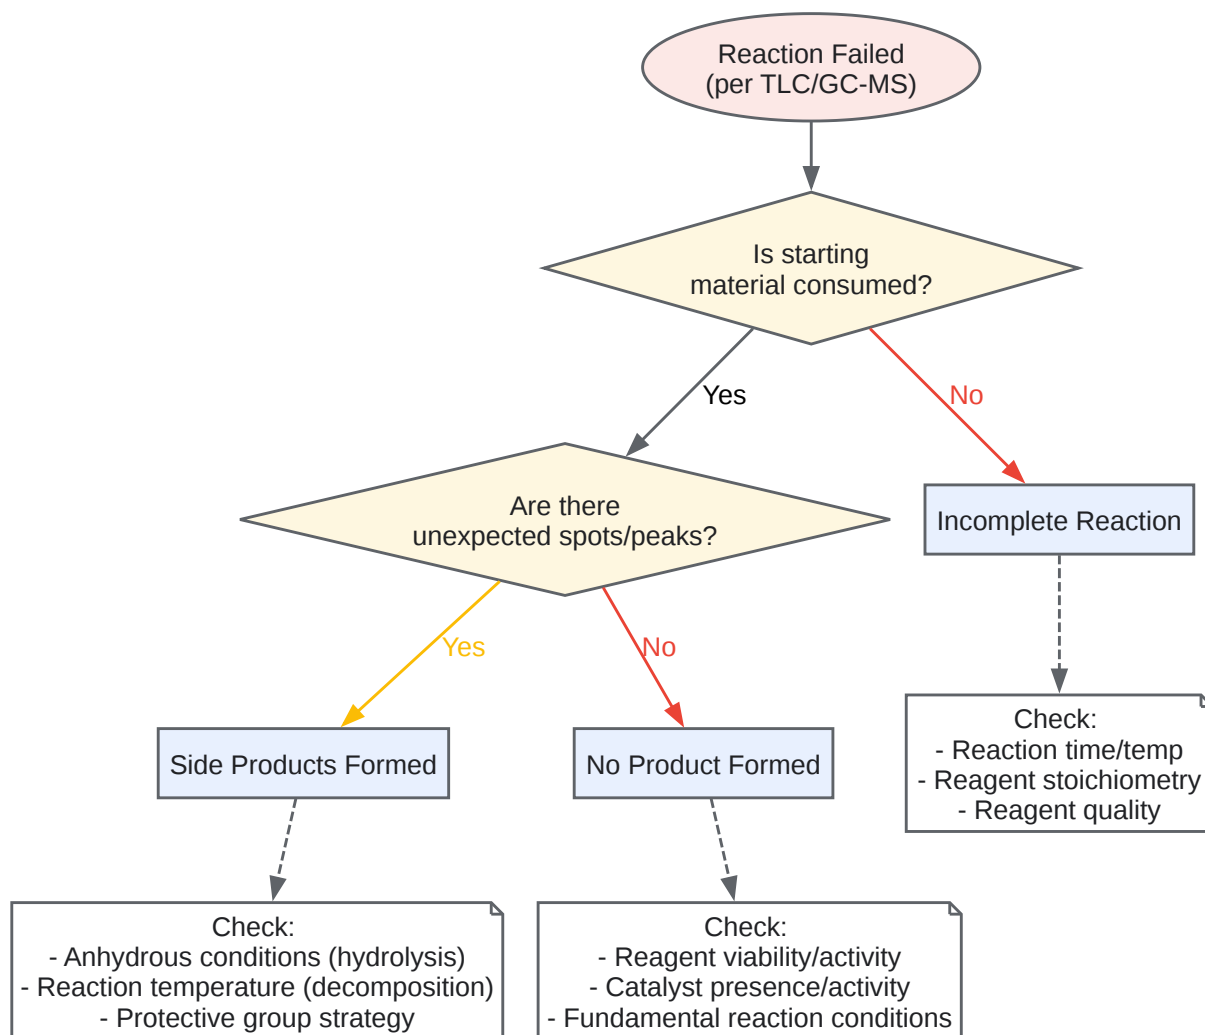 Reaction Failed
(per TLC/GC-MS)
Is starting
material consumed?
Yes
No
Are there
unexpected spots/peaks?
Incomplete Reaction
Yes
No
Check:
- Reaction time/temp
- Reagent stoichiometry
- Reagent quality
Side Products Formed
No Product Formed
Check:
- Anhydrous conditions (hydrolysis)
- Reaction temperature (decomposition)
- Protective group strategy
Check:
- Reagent viability/activity
- Catalyst presence/activity
- Fundamental reaction conditions